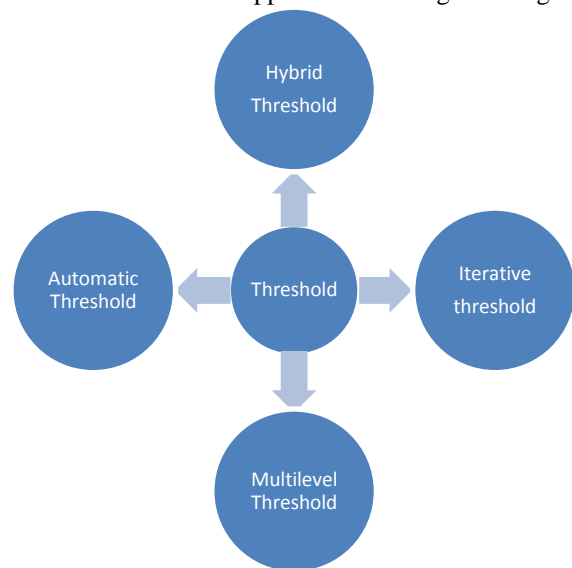 Hybrid
Threshold
Automatic
Threshold
Threshold
Iterative
threshold
Multilevel
Threshold